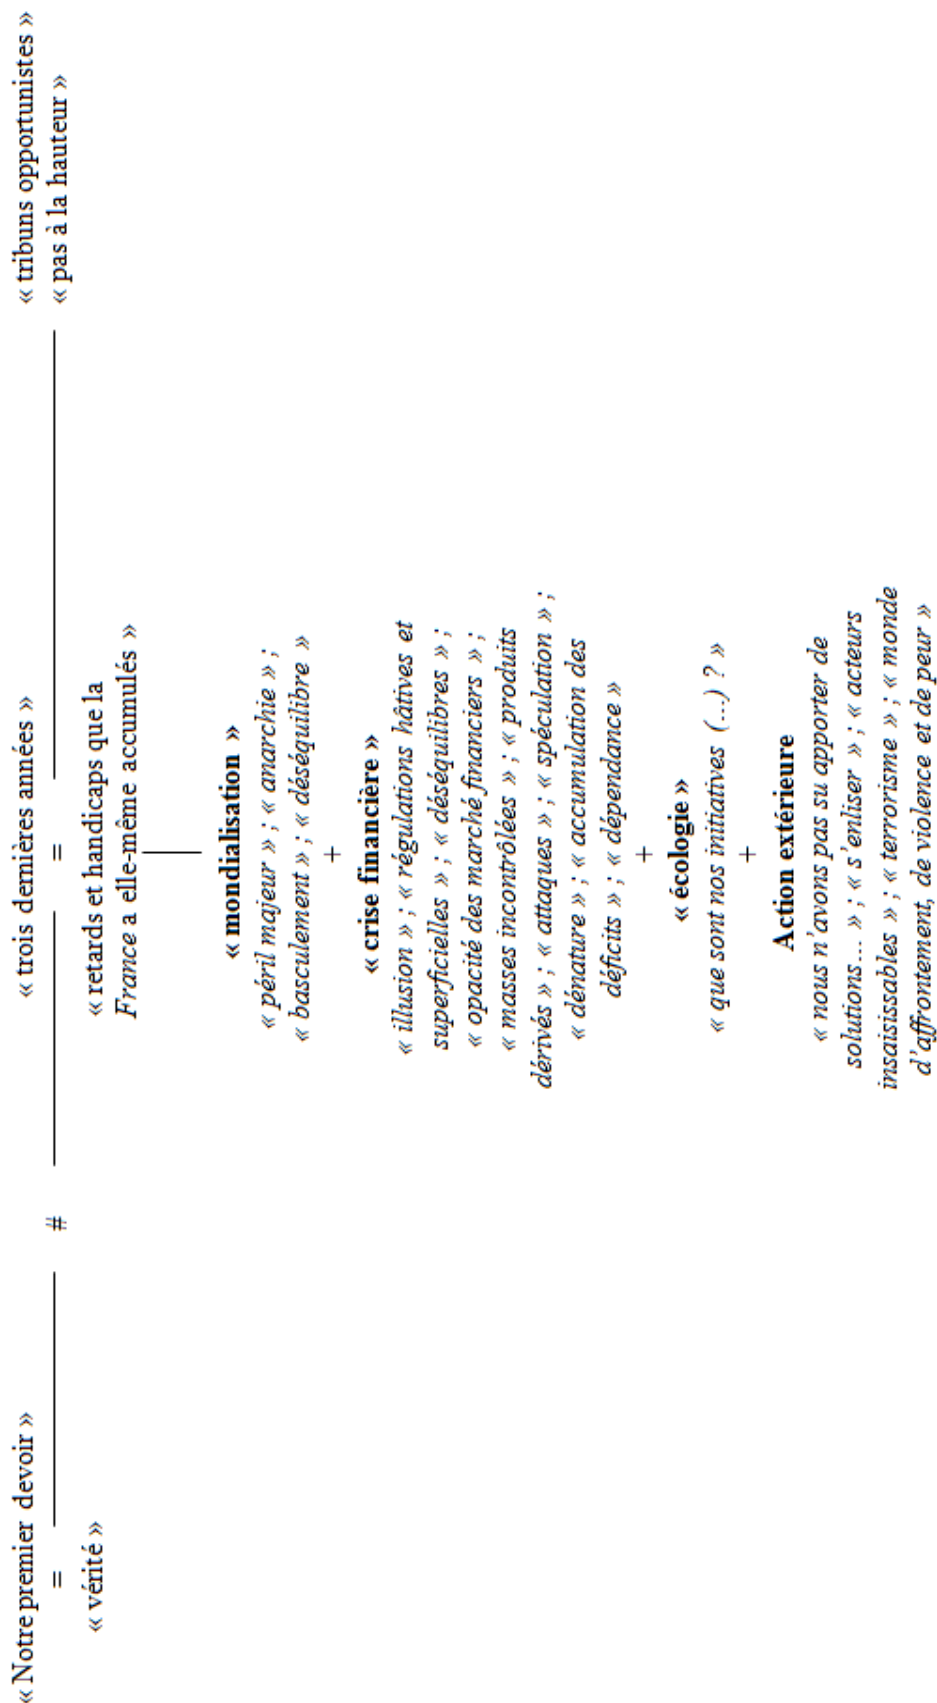 « Notre premier devoir »
=
« vérité »
#
« trois dernières années »
=
« retards et handicaps que la
France a elle-même accumulés »
« mondialisation »
« péril majeur » ; « anarchie » ;
« basculement » ; « déséquilibre »
+
« crise financière »
« illusion » ; « régulations hâtives et
superficielles » ; « déséquilibres » ;
« opacité des marché financiers » ;
« masses incontrôlées » ; « produits
dérivés » ; « attaques » ; « spéculation » ;
« dénature » ; « accumulation des
déficits » ; « dépendance »
+
« écologie »
« que sont nos initiatives (...) ? »
+
Action extérieure
« nous n'avons pas su apporter de
solutions... » ; « s'enliser » ; « acteurs
insaisissables » ; « terrorisme » ; « monde
d'affrontement, de violence et de peur »
=
« tribuns opportunistes »
« pas à la hauteur »